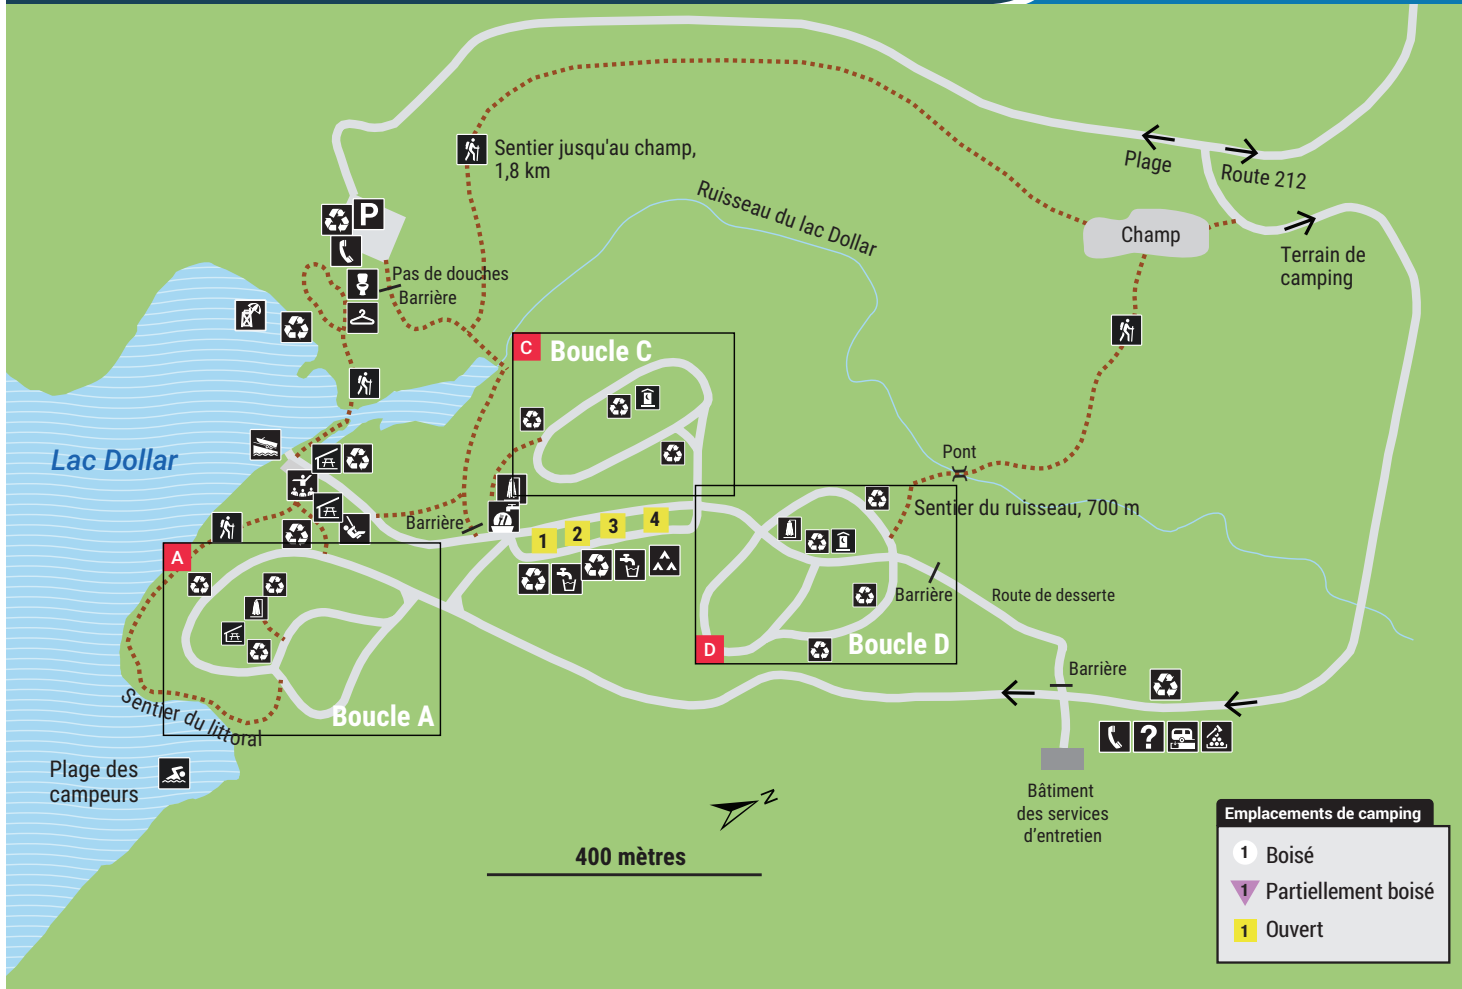 Sentier jusqu'au champ,
1,8 km
Plage
Route 212
Ruisseau du lac Dollar
P
Champ
Terrain de
camping
Pas de douches
Barrière
C
Boucle C
Lac Dollar
Pont
Sentier du ruisseau, 700 m
Barrière
1
2
3
4
A
Barrière
Route de desserte
D
Boucle D
Barrière
Sentier du littoral
Boucle A
?
Plage des
campeurs
Bâtiment
des services
d'entretien
N
400 mètres
Emplacements de camping
1 Boisé
1 Partiellement boisé
1 Ouvert